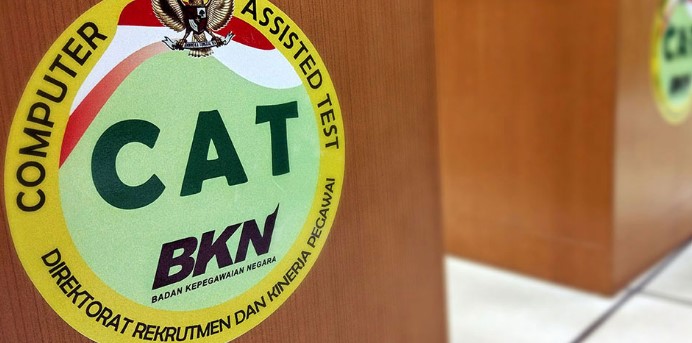 COMPUTER ASSISTED TEST
CAT
BKN
BADAN KEPEGAWAIAN NEGARA
DIREKTORAT REKRUTMEN DAN KINERJA PEGAWAI